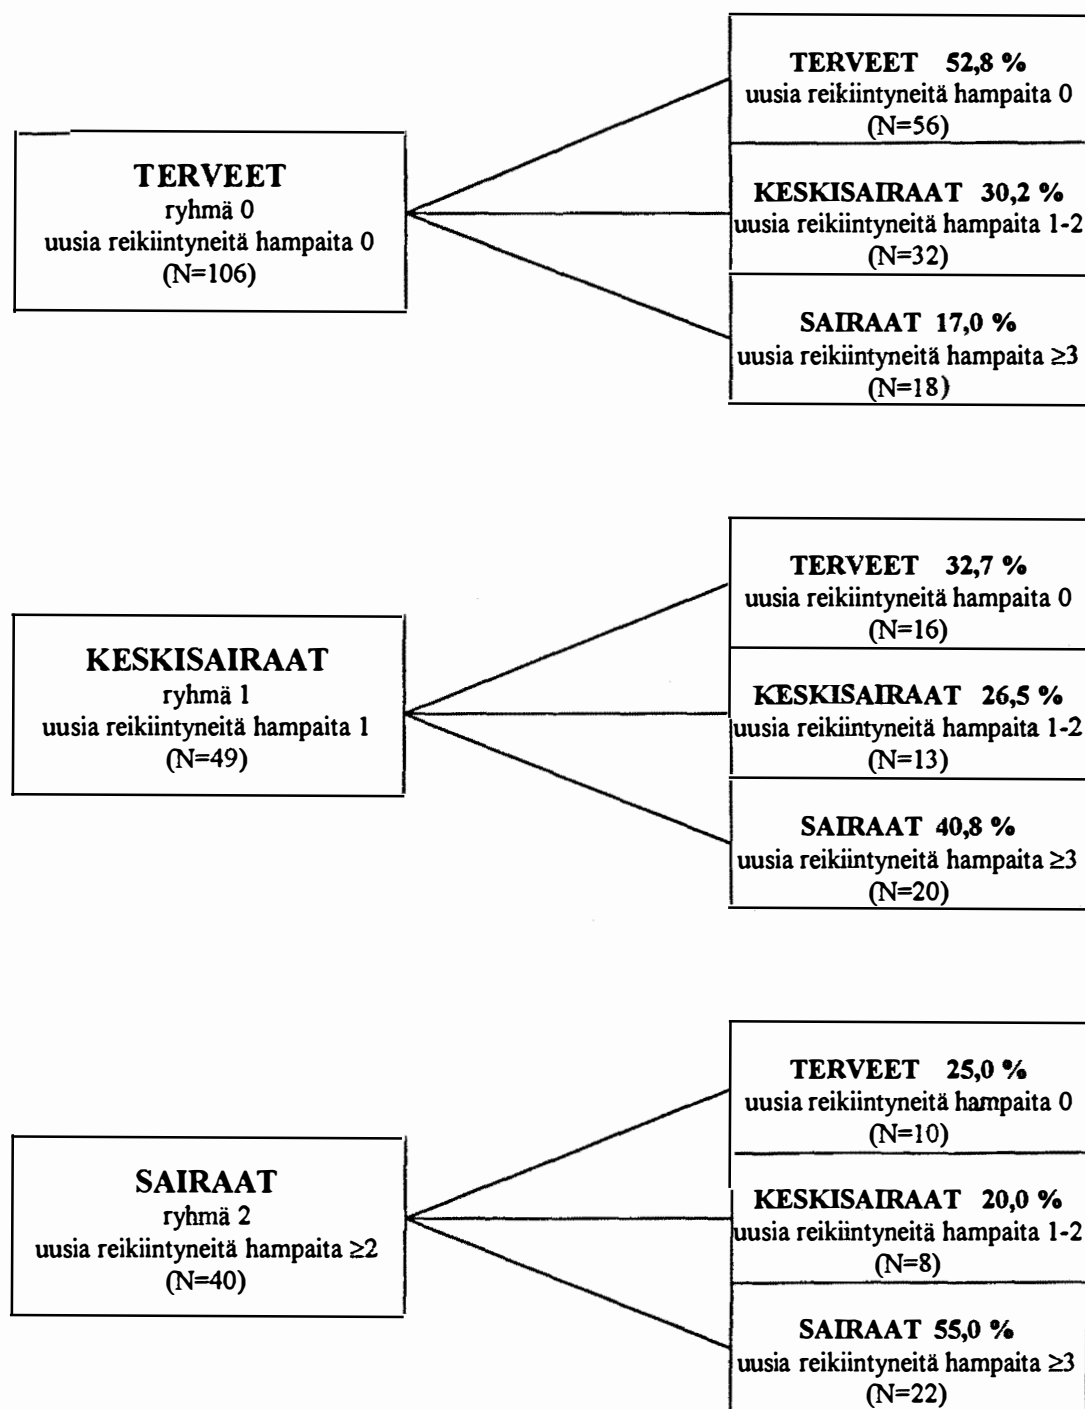 TERVEET
ryhmä 0
uusia reikiintyneitä hampaita 0
(N=106)
TERVEET 52,8 %
uusia reikiintyneitä hampaita 0
(N=56)
KESKISAIRAAT 30,2 %
uusia reikiintyneitä hampaita 1-2
(N=32)
SAIRAAT 17,0 %
uusia reikiintyneitä hampaita ≥3
(N=18)
KESKISAIRAAT
ryhmä 1
uusia reikiintyneitä hampaita 1
(N=49)
TERVEET 32,7 %
uusia reikiintyneitä hampaita 0
(N=16)
KESKISAIRAAT 26,5 %
uusia reikiintyneitä hampaita 1-2
(N=13)
SAIRAAT 40,8 %
uusia reikiintyneitä hampaita ≥3
(N=20)
SAIRAAT
ryhmä 2
uusia reikiintyneitä hampaita ≥2
(N=40)
TERVEET 25,0 %
uusia reikiintyneitä hampaita 0
(N=10)
KESKISAIRAAT 20,0 %
uusia reikiintyneitä hampaita 1-2
(N=8)
SAIRAAT 55,0 %
uusia reikiintyneitä hampaita ≥3
(N=22)